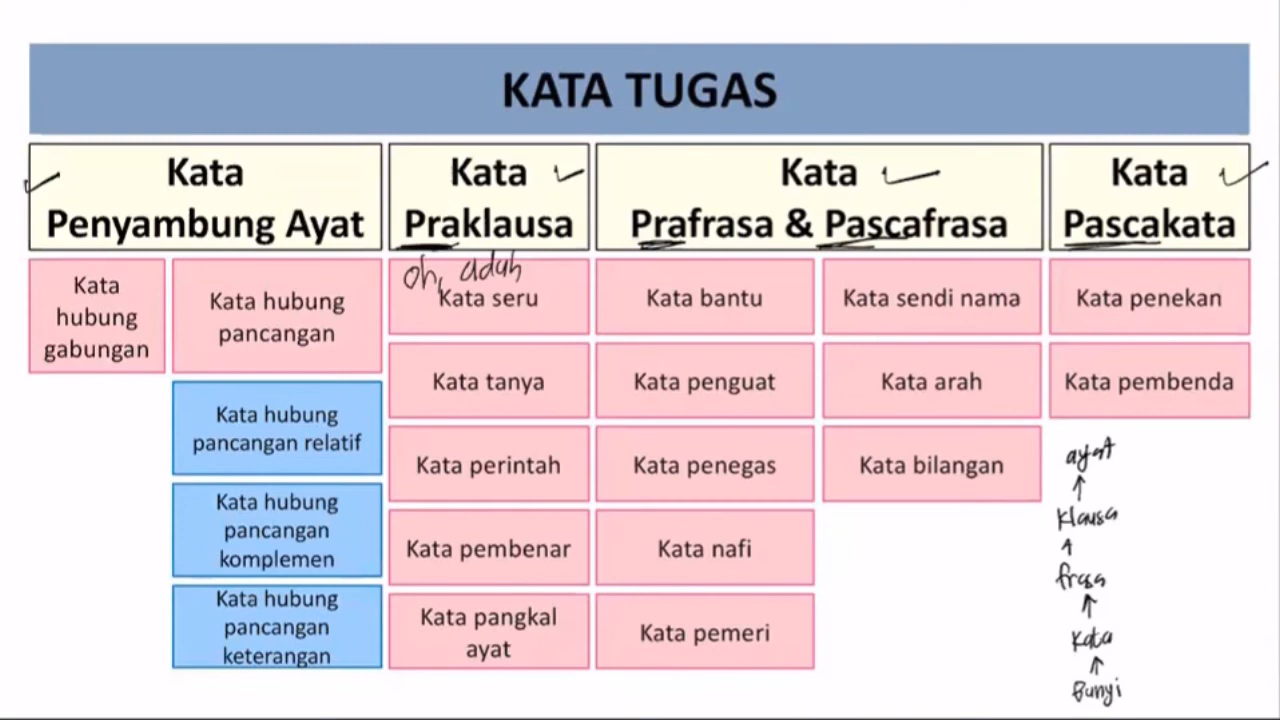 KATA TUGAS
Kata
Penyambung Ayat
Kata
Praklausa
Kata
Prafrasa & Pascafrasa
Kata
Pascakata
Kata
hubung
gabungan
Kata hubung
pancangan
Kata hubung
pancangan relatif
Kata hubung
pancangan
komplemen
Kata hubung
pancangan
keterangan
oh, aduh
Kata seru
Kata tanya
Kata perintah
Kata pembenar
Kata pangkal
ayat
Kata bantu
Kata penguat
Kata penegas
Kata nafi
Kata pemeri
Kata sendi nama
Kata arah
Kata bilangan
Kata penekan
Kata pembenda
ayat
Klausa
frasa
Kata
Bunyi